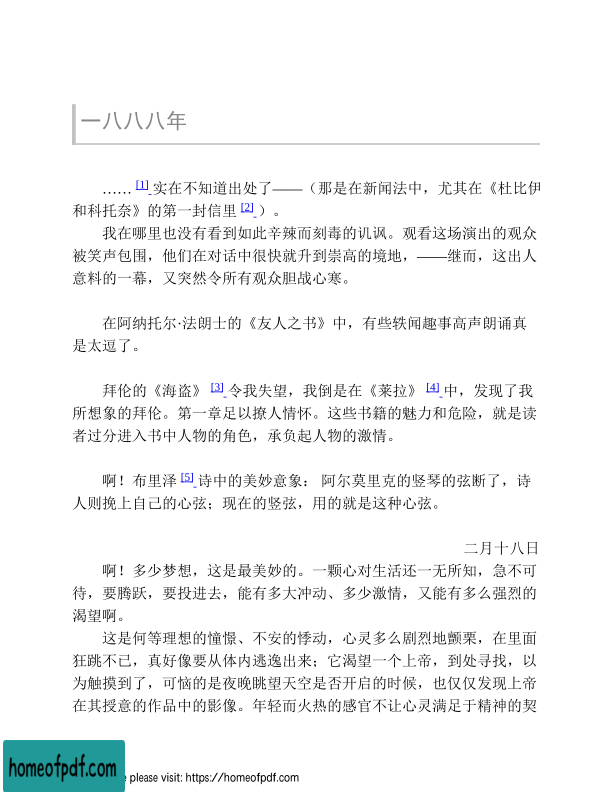 一八八八年
…… [1] 实在不知道出处了——（那是在新闻法中，尤其在《杜比伊
和科托奈》的第一封信里 [2] ）。
我在哪里也没有看到如此辛辣而刻毒的讥讽。观看这场演出的观众
被笑声包围，他们在对话中很快就升到崇高的境地，——继而，这出人
意料的一幕，又突然令所有观众胆战心寒。
在阿纳托尔·法朗士的《友人之书》中，有些轶闻趣事高声朗诵真
是太逗了。
拜伦的《海盗》 [3] 令我失望，我倒是在《莱拉》 [4] 中，发现了我
所想象的拜伦。第一章足以撩人情怀。这些书籍的魅力和危险，就是读
者过分进入书中人物的角色，承负起人物的激情。
啊！布里泽 [5] 诗中的美妙意象： 阿尔莫里克的竖琴的弦断了，诗
人则挽上自己的心弦；现在的竖弦，用的就是这种心弦。
二月十八日
啊！多少梦想，这是最美妙的。一颗心对生活还一无所知，急不可
待，要腾跃，要投进去，能有多大冲动、多少激情，又能有多么强烈的
渴望啊。
这是何等理想的憧憬、不安的悸动，心灵多么剧烈地颤栗，在里面
狂跳不已，真好像要从体内逃逸出来；它渴望一个上帝，到处寻找，以
为触摸到了，可恼的是夜晚眺望天空是否开启的时候，也仅仅发现上帝
在其授意的作品中的影像。年轻而火热的感官不让心灵满足于精神的契
homeofpdf.com
e please visit: https://homeofpdf.com